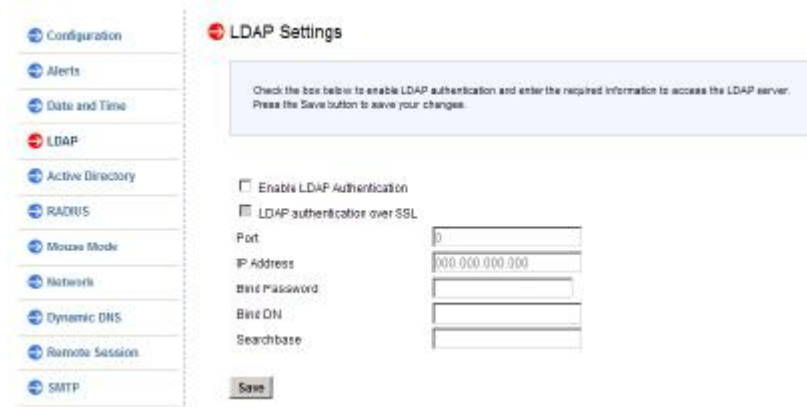 Configuration
Alerts
Date and Time
LDAP
Active Directory
RADIUS
Mouse Mode
Network
Dynamic DNS
Remote Session
SMTP
LDAP Settings
Check the box below to enable LDAP authentication and enter the required information to access the LDAP server.
Press the Save button to save your changes.
Enable LDAP Authentication
LDAP authentication over SSL
Port 0
IP Address 000.000.000.000
Bind Password
Bind DN
Searchbase
Save